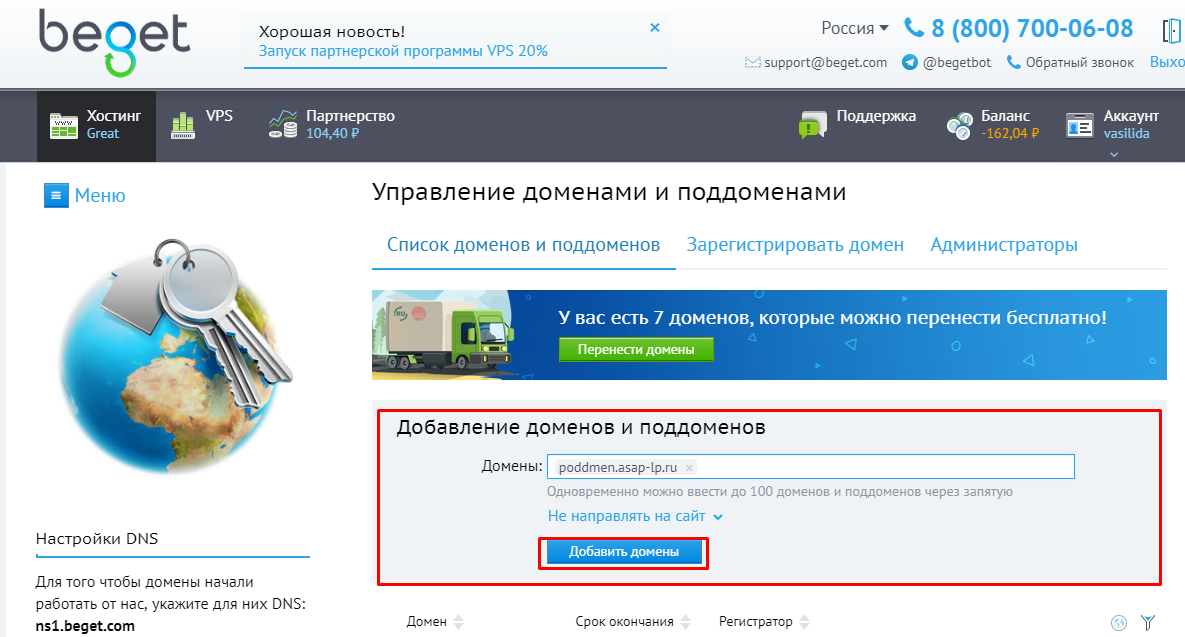 beget
Хорошая новость!
Запуск партнерской программы VPS 20%
Россия
8 (800) 700-06-08
support@beget.com
@begetbot
Обратный звонок
Выхо
Хостинг
Great
VPS
Партнерство
104,40 ₽
Поддержка
Баланс
-162,04 ₽
Аккаунт
vasilida
Меню
Управление доменами и поддоменами
Список доменов и поддоменов
Зарегистрировать домен
Администраторы
У вас есть 7 доменов, которые можно перенести бесплатно!
Перенести домены
Добавление доменов и поддоменов
Домены:
poddmen.asap-lp.ru
Одновременно можно ввести до 100 доменов и поддоменов через запятую
Не направлять на сайт
Добавить домены
Настройки DNS
Для того чтобы домены начали
работать от нас, укажите для них DNS:
ns1.beget.com
Домен
Срок окончания
Регистратор